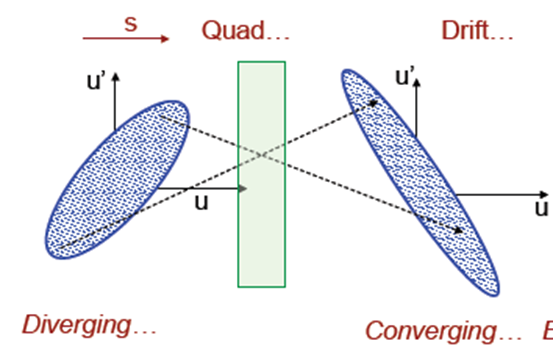 s
Quad…
Drift…
u’
u’
u
u
Diverging…
Converging…